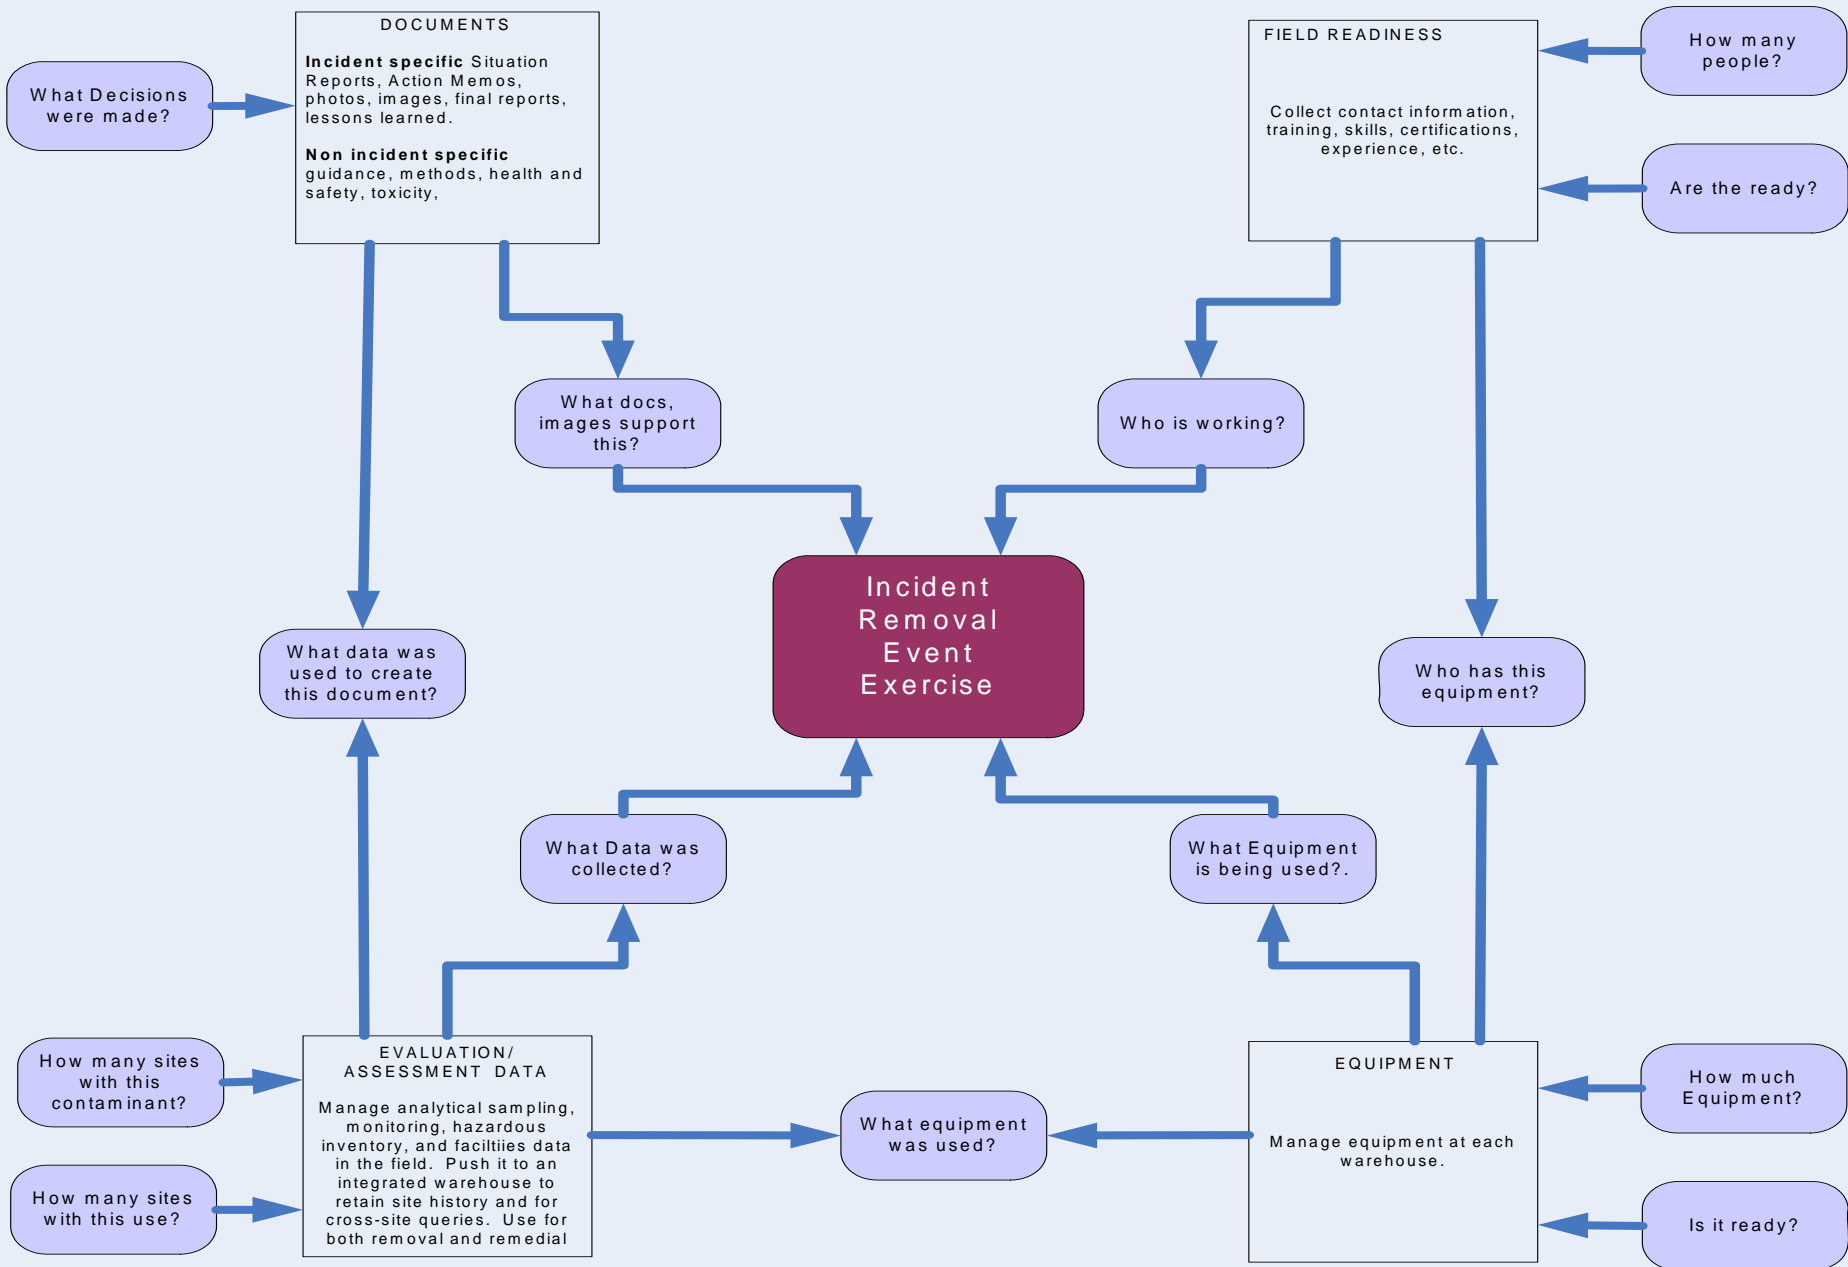 DOCUMENTS
Incident specific Situation
Reports, Action Memos,
photos, images, final reports,
lessons learned.
Non incident specific
guidance, methods, health and
safety, toxicity,
What Decisions
were made?
FIELD READINESS
Collect contact information,
training, skills, certifications,
experience, etc.
How many
people?
Are the ready?
What docs,
images support
this?
Who is working?
Incident
Removal
Event
Exercise
What data was
used to create
this document?
Who has this
equipment?
What Data was
collected?
What Equipment
is being used?.
How many sites
with this
contaminant?
How many sites
with this use?
EVALUATION/
ASSESSMENT DATA
Manage analytical sampling,
monitoring, hazardous
inventory, and faciltiies data
in the field. Push it to an
integrated warehouse to
retain site history and for
cross-site queries. Use for
both removal and remedial
What equipment
was used?
EQUIPMENT
Manage equipment at each
warehouse.
How much
Equipment?
Is it ready?